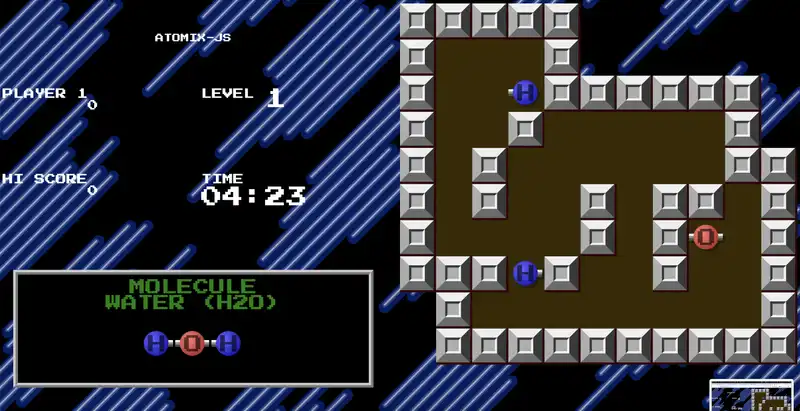 ATOMIX-JS
PLAYER 1
0
LEVEL 1
HI SCORE
0
TIME
04:23
MOLECULE
WATER (H2O)
H O H
H
O
H